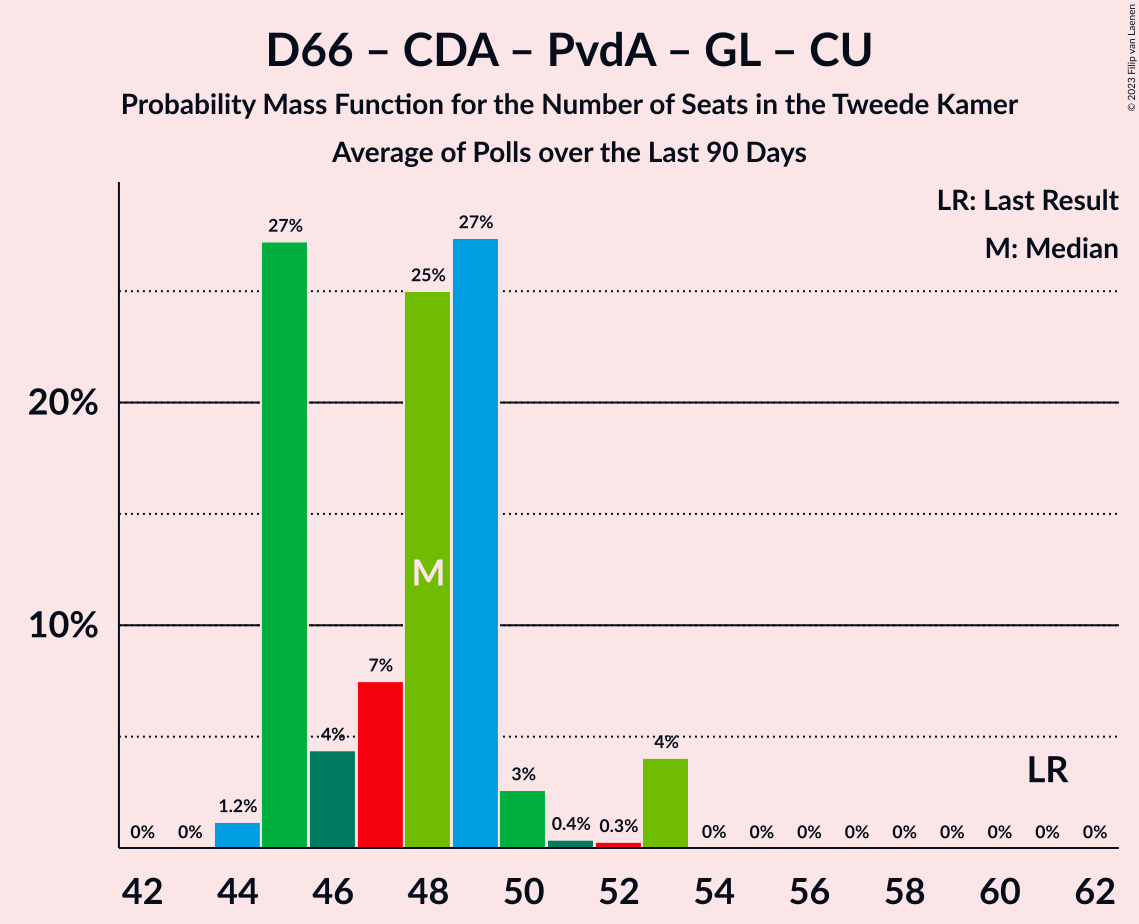 D66 – CDA – PvdA – GL – CU
Probability Mass Function for the Number of Seats in the Tweede Kamer
Average of Polls over the Last 90 Days
© 2023 Filip van Laenen
LR: Last Result
M: Median
27%
27%
25%
20%
M
10%
7%
4%
4%
LR
3%
1.2%
0.4%
0.3%
0% 0% 0% 0% 0% 0% 0% 0% 0% 0% 0%
42 44 46 48 50 52 54 56 58 60 62